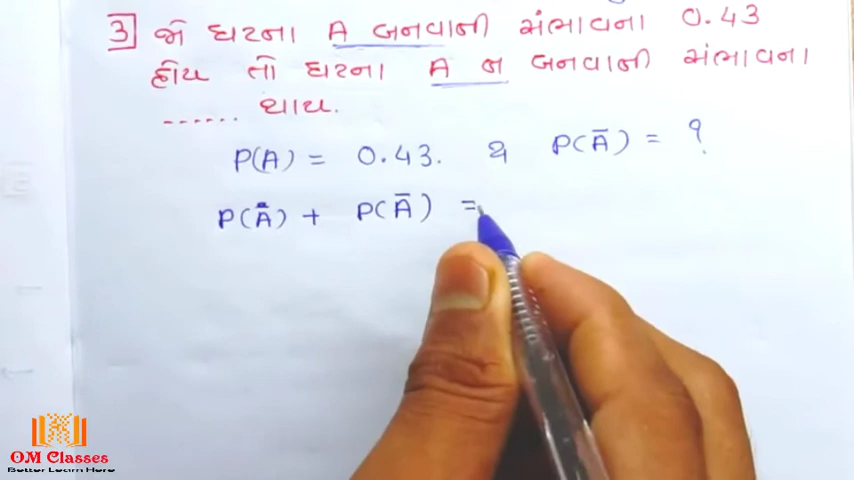 3 જો ઘટના A બનવાની સંભાવના 0.43
હોય તો ઘટના A ન બનવાની સંભાવના
...... થાય.
P(A) = 0.43. થ P(Ā) = ?
P(A) + P(Ā) =
OM Classes
Better Learn Here